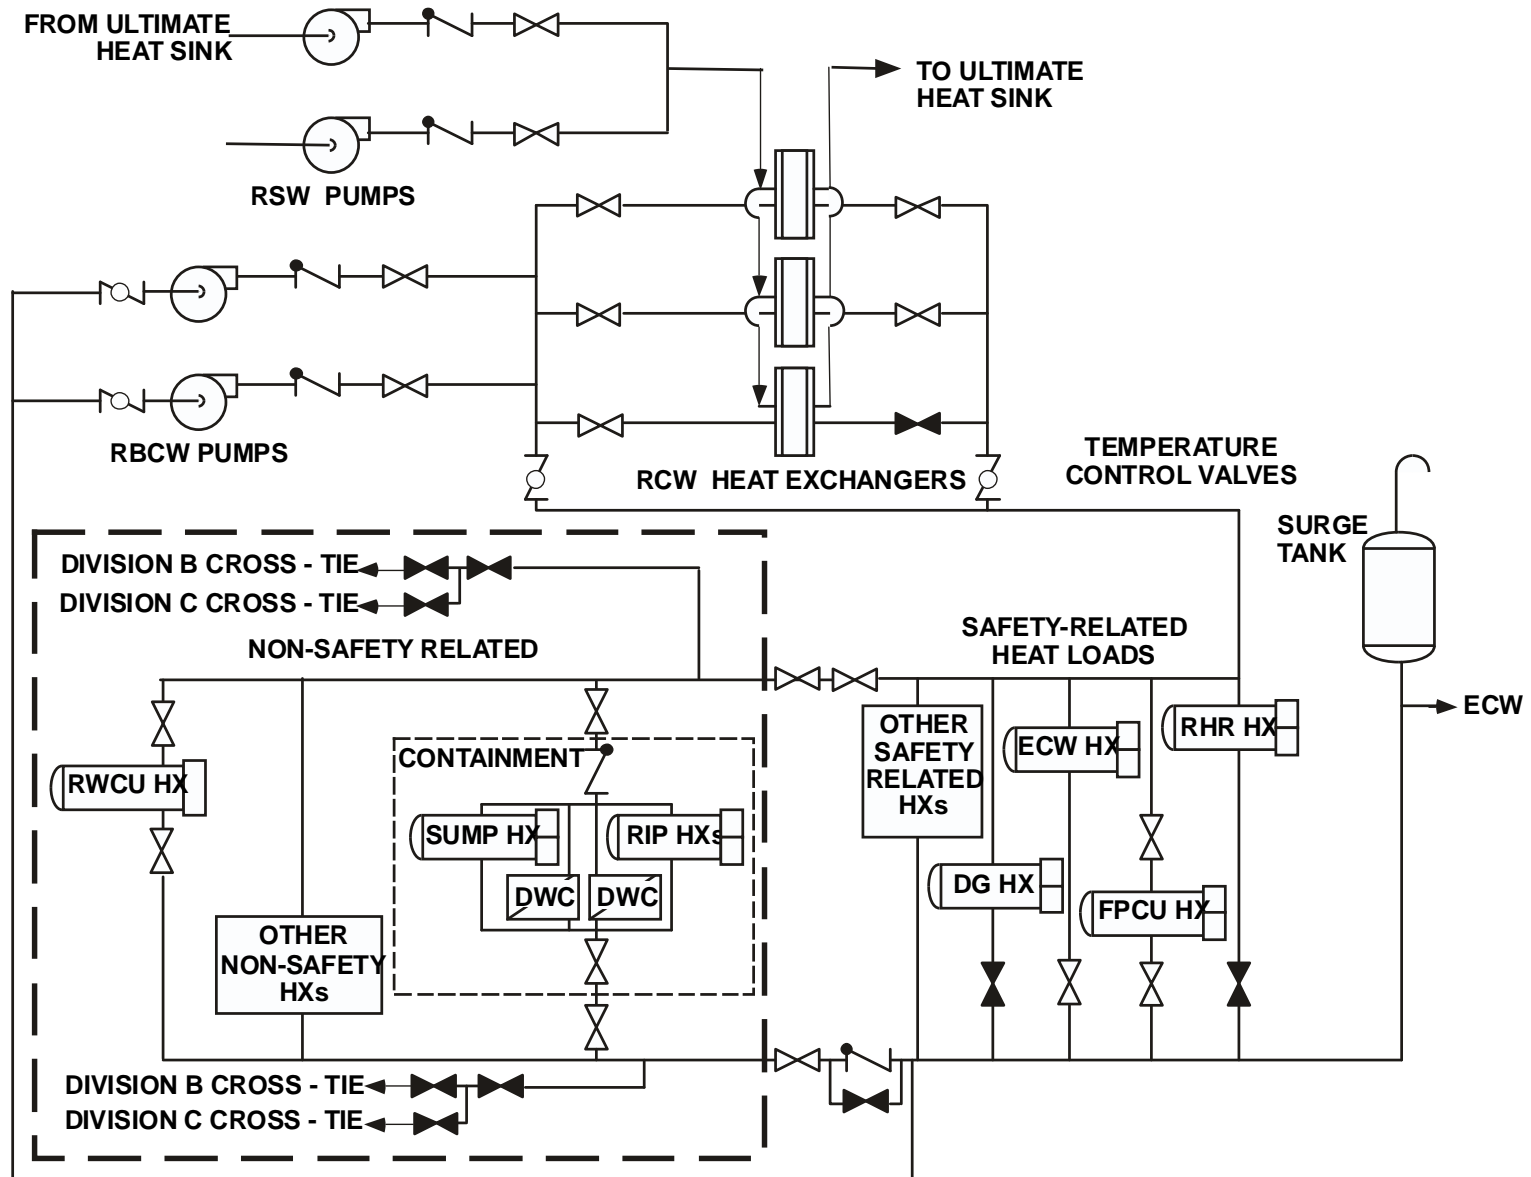 FROM ULTIMATE
HEAT SINK
TO ULTIMATE
HEAT SINK
RSW PUMPS
RBCW PUMPS
RCW HEAT EXCHANGERS
TEMPERATURE
CONTROL VALVES
SURGE
TANK
DIVISION B CROSS - TIE
DIVISION C CROSS - TIE
NON-SAFETY RELATED
SAFETY-RELATED
HEAT LOADS
ECW
CONTAINMENT
RWCU HX
SUMP HX
RIP HXs
DWC
DWC
OTHER
NON-SAFETY
HXs
OTHER
SAFETY
RELATED
HXs
ECW HX
RHR HX
DG HX
FPCU HX
DIVISION B CROSS - TIE
DIVISION C CROSS - TIE